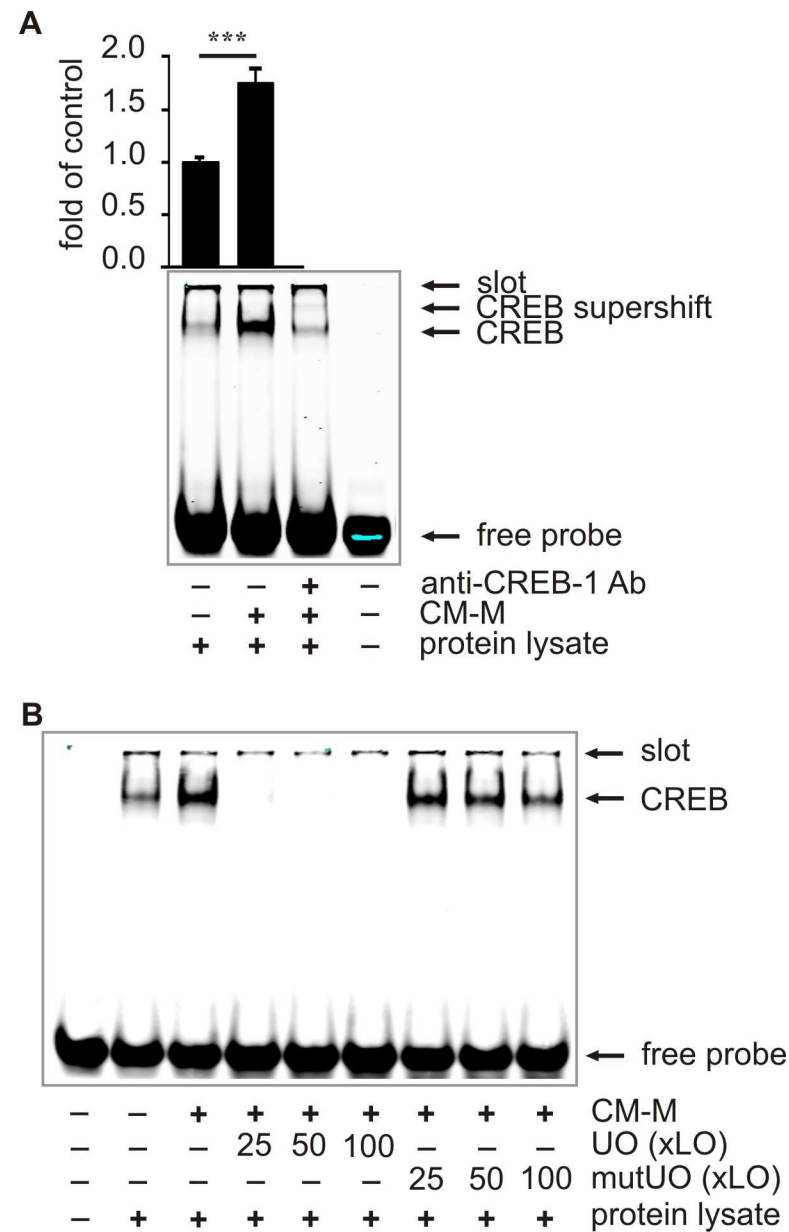 A
***
2.0
1.5
1.0
0.5
0.0
fold of control
slot
CREB supershift
CREB
free probe
– – + – anti-CREB-1 Ab
– + + – CM-M
+ + + – protein lysate
B
slot
CREB
free probe
– – + + + + + + + CM-M
– – – 25 50 100 – – – UO (xLO)
– – – – – – 25 50 100 mutUO (xLO)
– + + + + + + + + protein lysate